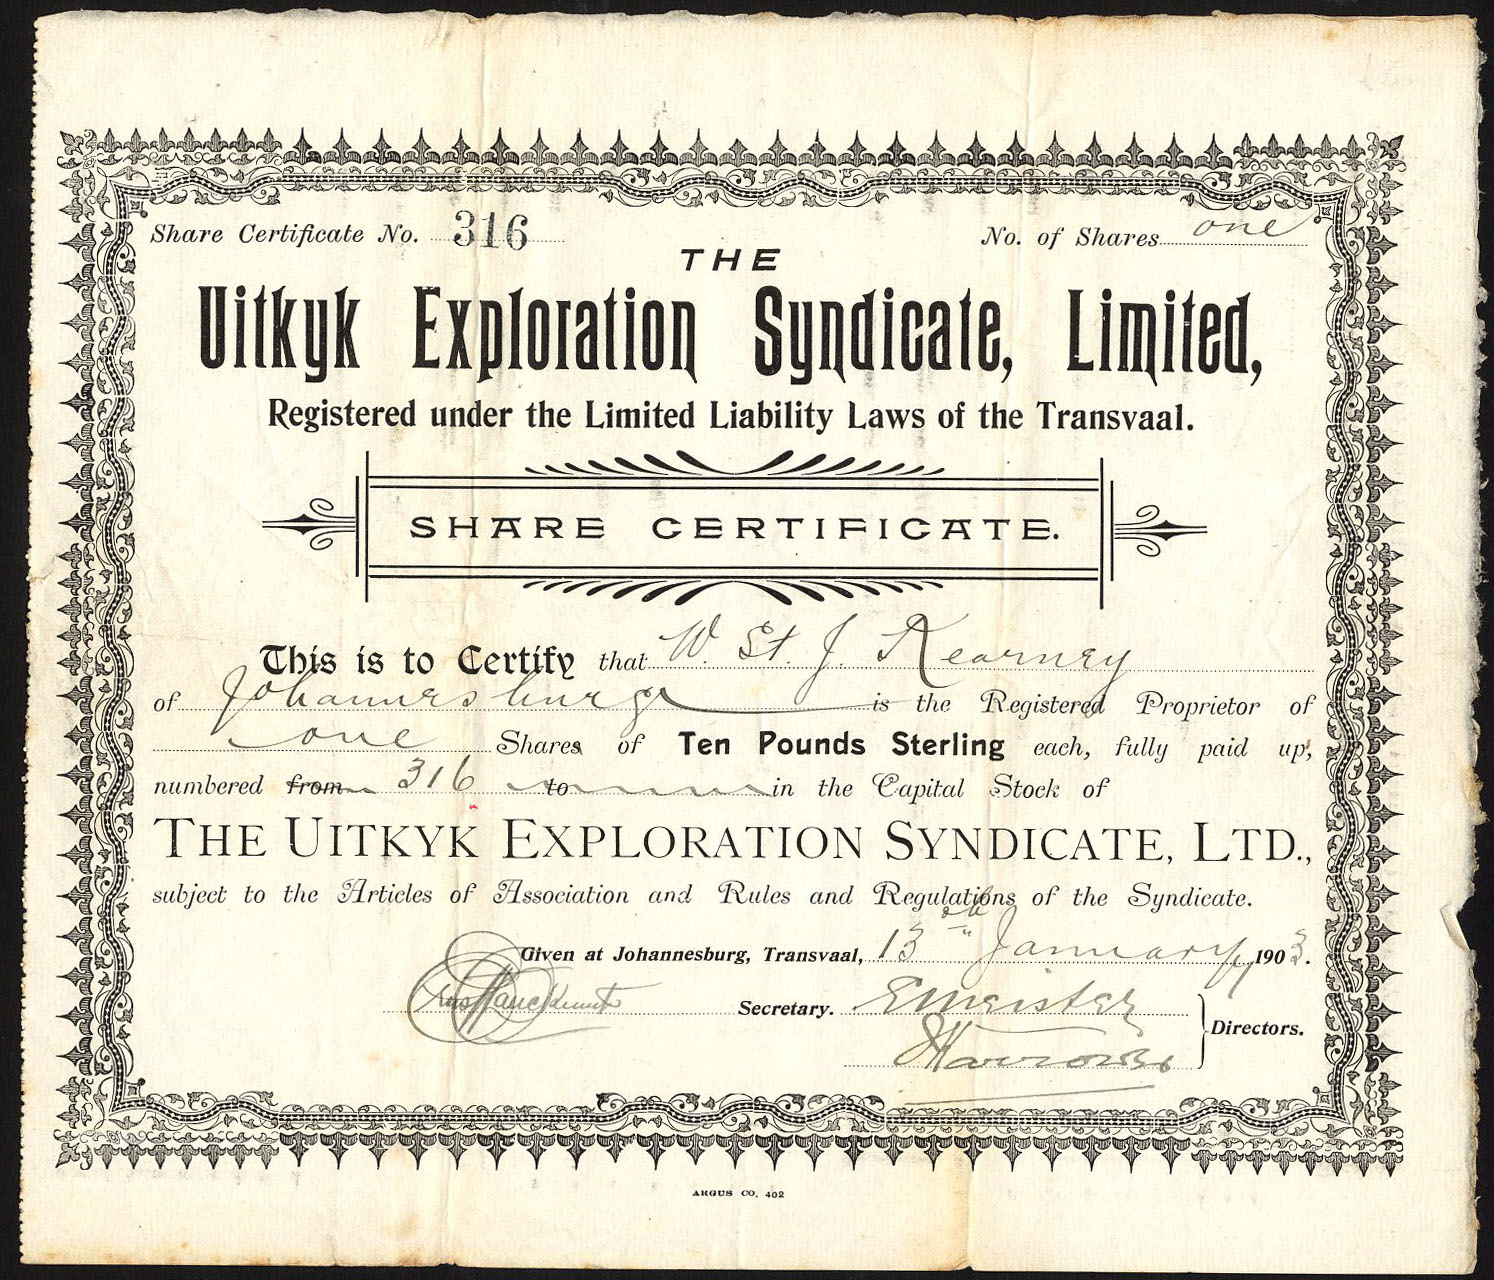 Share Certificate No. 316 No. of Shares one
THE
Uitkyk Exploration Syndicate, Limited,
Registered under the Limited Liability Laws of the Transvaal.
SHARE CERTIFICATE.
This is to Certify that W. St. J. Kearney
of Johannesburg is the Registered Proprietor of
one Shares of Ten Pounds Sterling each, fully paid up,
numbered from 316 to in the Capital Stock of
THE UITKYK EXPLORATION SYNDICATE, LTD.,
subject to the Articles of Association and Rules and Regulations of the Syndicate.
Given at Johannesburg, Transvaal, 13th January 1903.
Secretary. E Meister
Directors.
ARGUS CO. 402